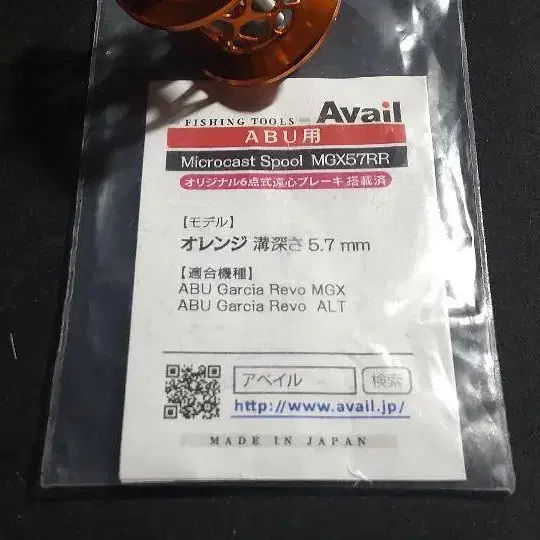 FISHING TOOLS Avail
ABU用
Microcast Spool MGX57RR
オリジナル6点式遠心ブレーキ 搭載済
【モデル】
オレンジ 溝深さ 5.7 mm
【適合機種】
ABU Garcia Revo MGX
ABU Garcia Revo ALT
アベイル 検索
http://www.avail.jp/
MADE IN JAPAN